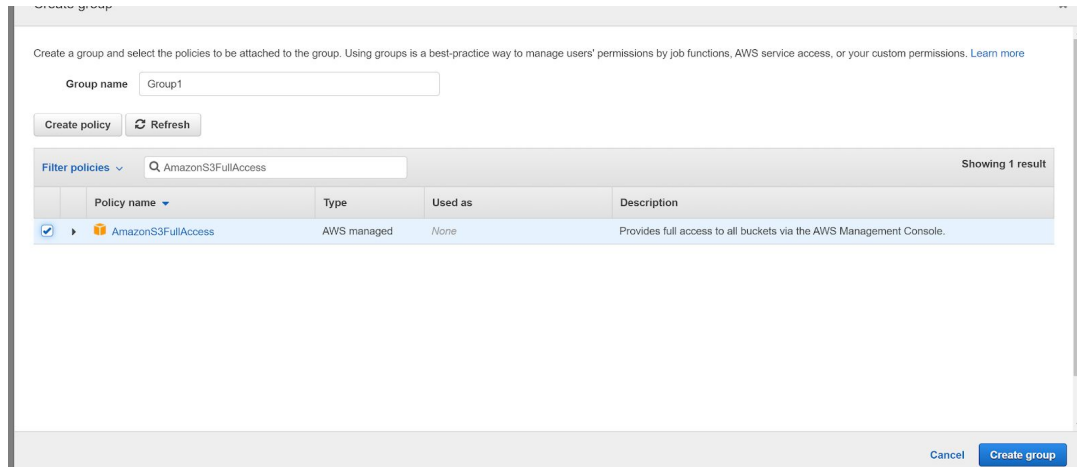 Create group
Create a group and select the policies to be attached to the group. Using groups is a best-practice way to manage users' permissions by job functions, AWS service access, or your custom permissions. Learn more
Group name Group1
Create policy Refresh
Filter policies AmazonS3FullAccess Showing 1 result
Policy name Type Used as Description
AmazonS3FullAccess AWS managed None Provides full access to all buckets via the AWS Management Console.
Cancel Create group